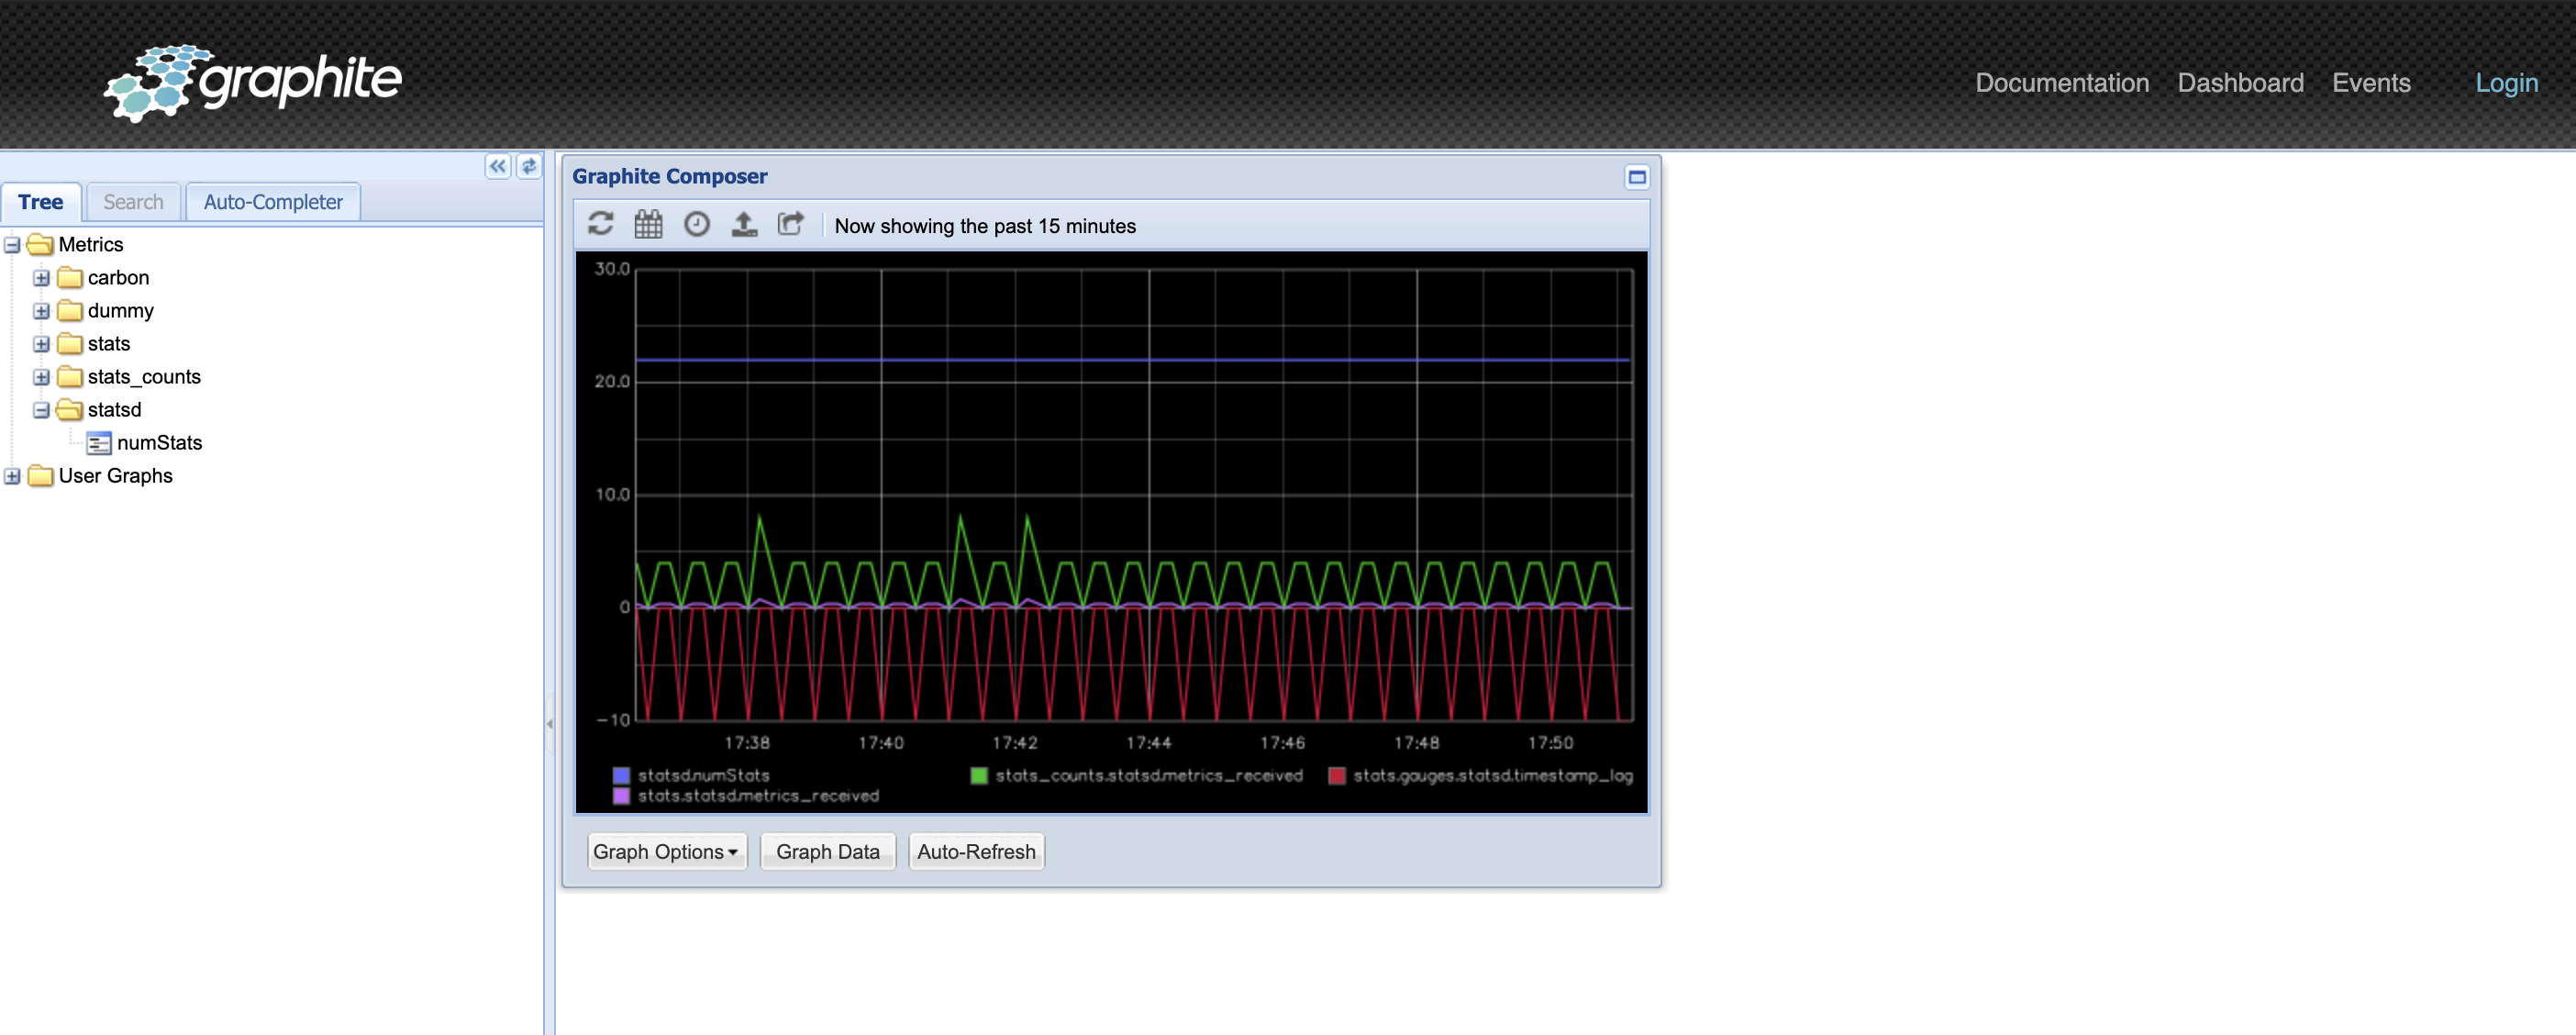 graphite
Documentation Dashboard Events Login
Tree Search Auto-Completer
Metrics
carbon
dummy
stats
stats_counts
statsd
numStats
User Graphs
Graphite Composer
Now showing the past 15 minutes
30.0
20.0
10.0
0
-10
17:38 17:40 17:42 17:44 17:46 17:48 17:50
statsd.numStats stats_counts.statsd.metrics_received stats.gauges.statsd.timestamp_lag
stats.statsd.metrics_received
Graph Options Graph Data Auto-Refresh